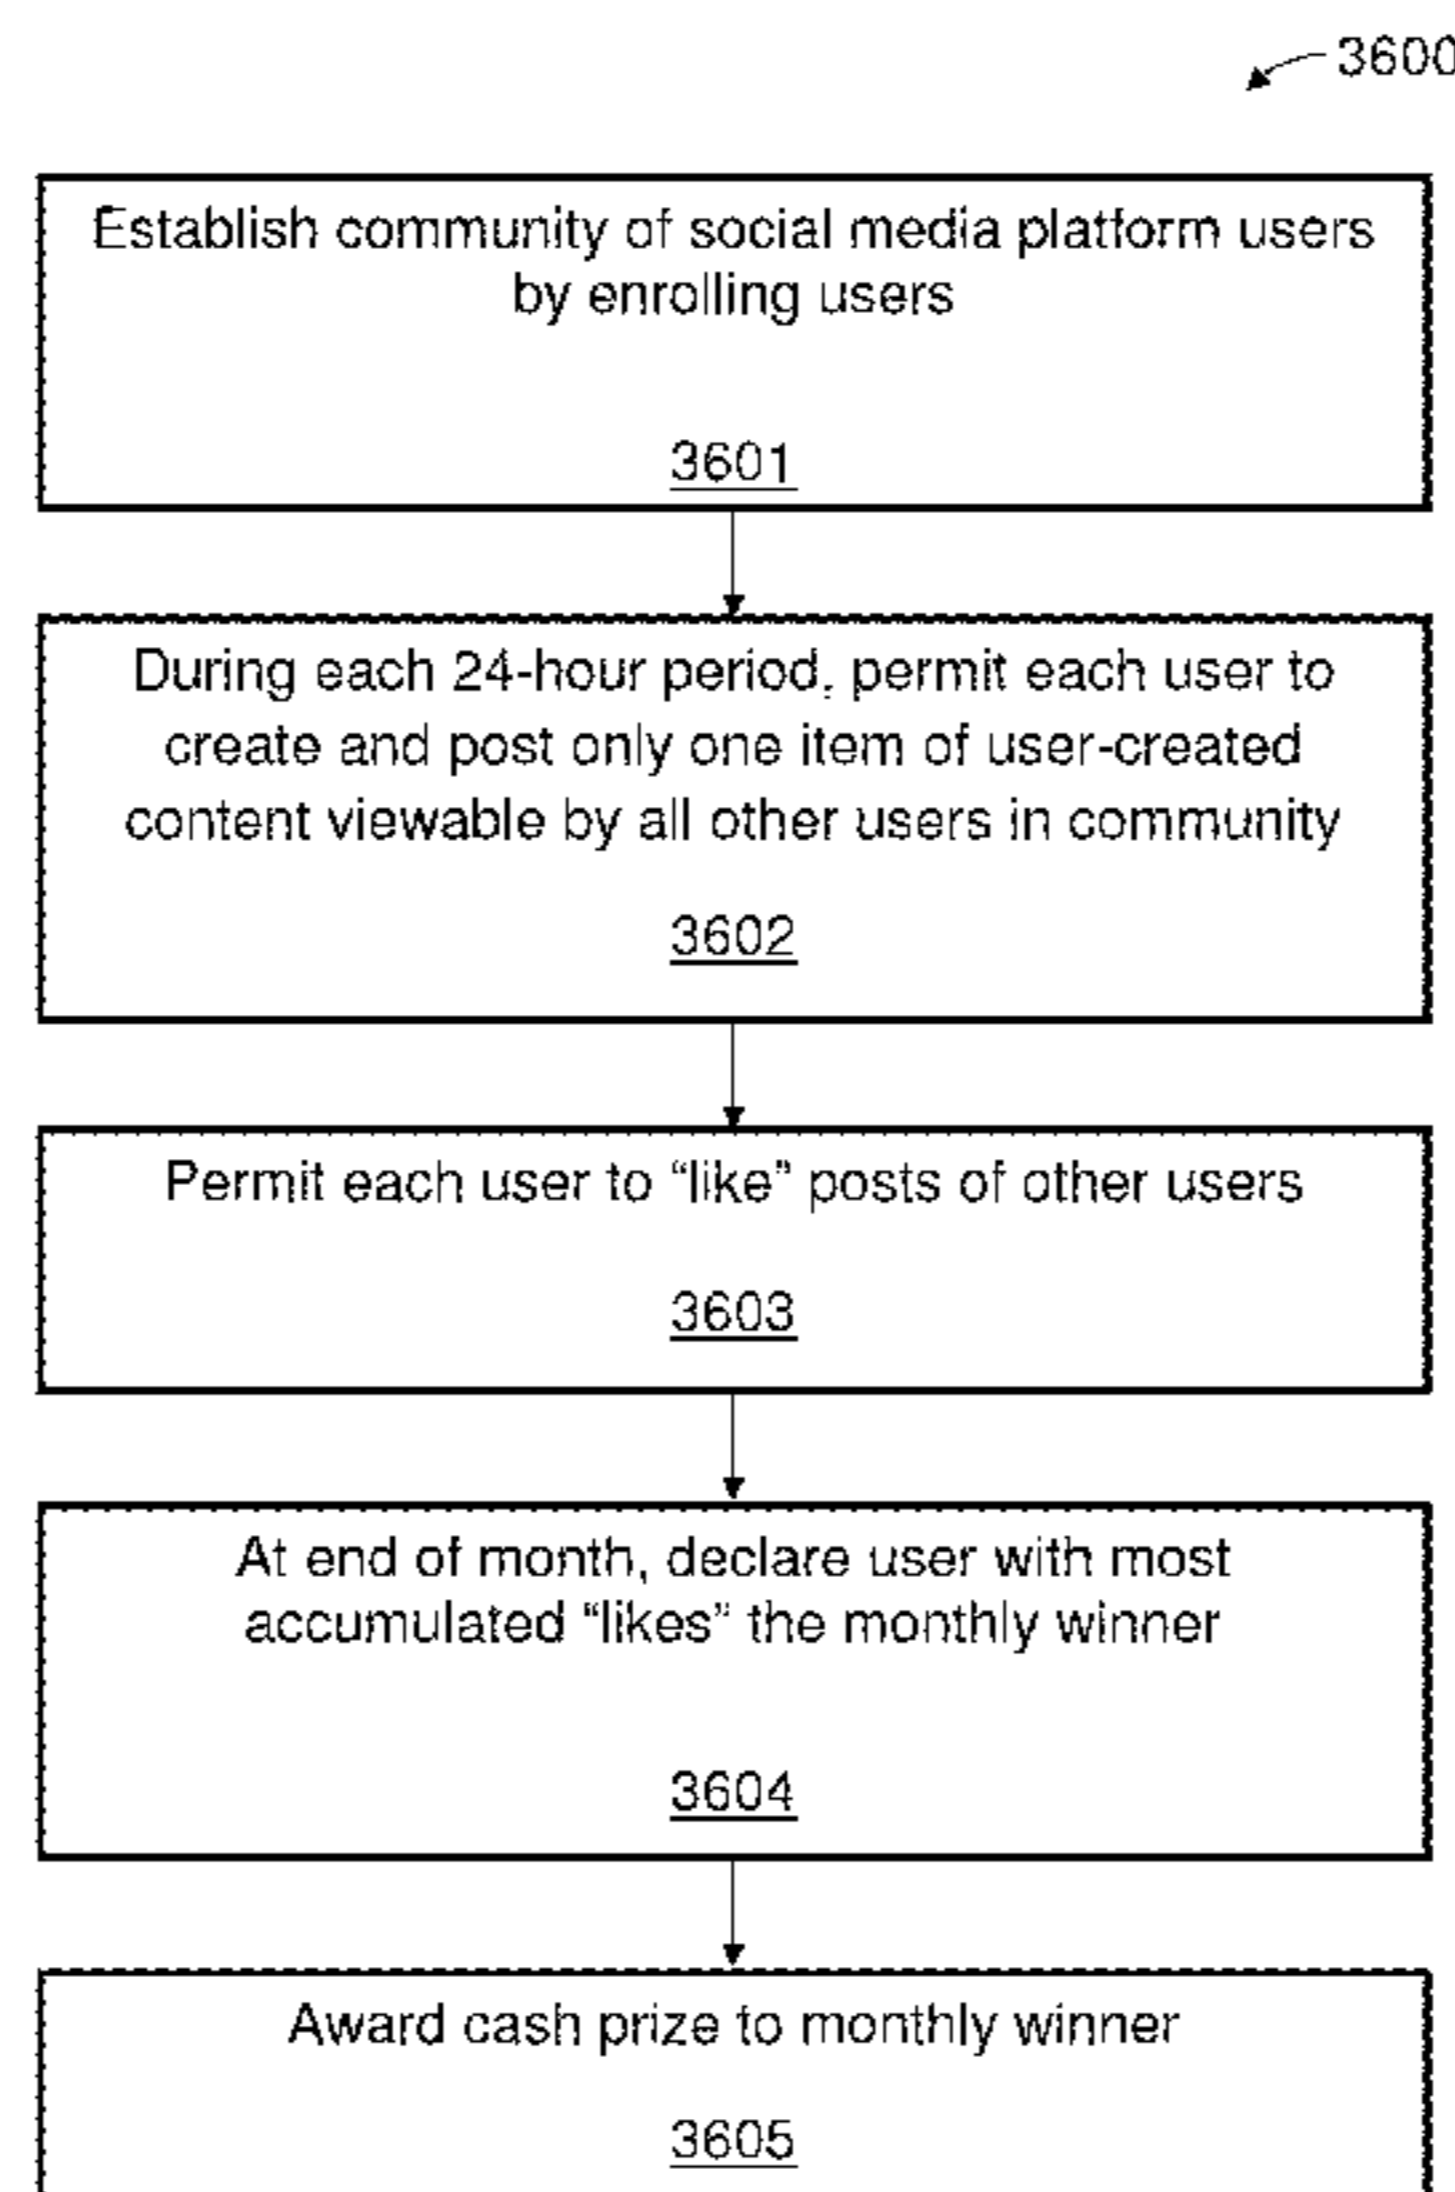 3600
Establish community of social media platform users
by enrolling users
3601
During each 24-hour period, permit each user to
create and post only one item of user-created
content viewable by all other users in community
3602
Permit each user to “like” posts of other users
3603
At end of month, declare user with most
accumulated “likes” the monthly winner
3604
Award cash prize to monthly winner
3605